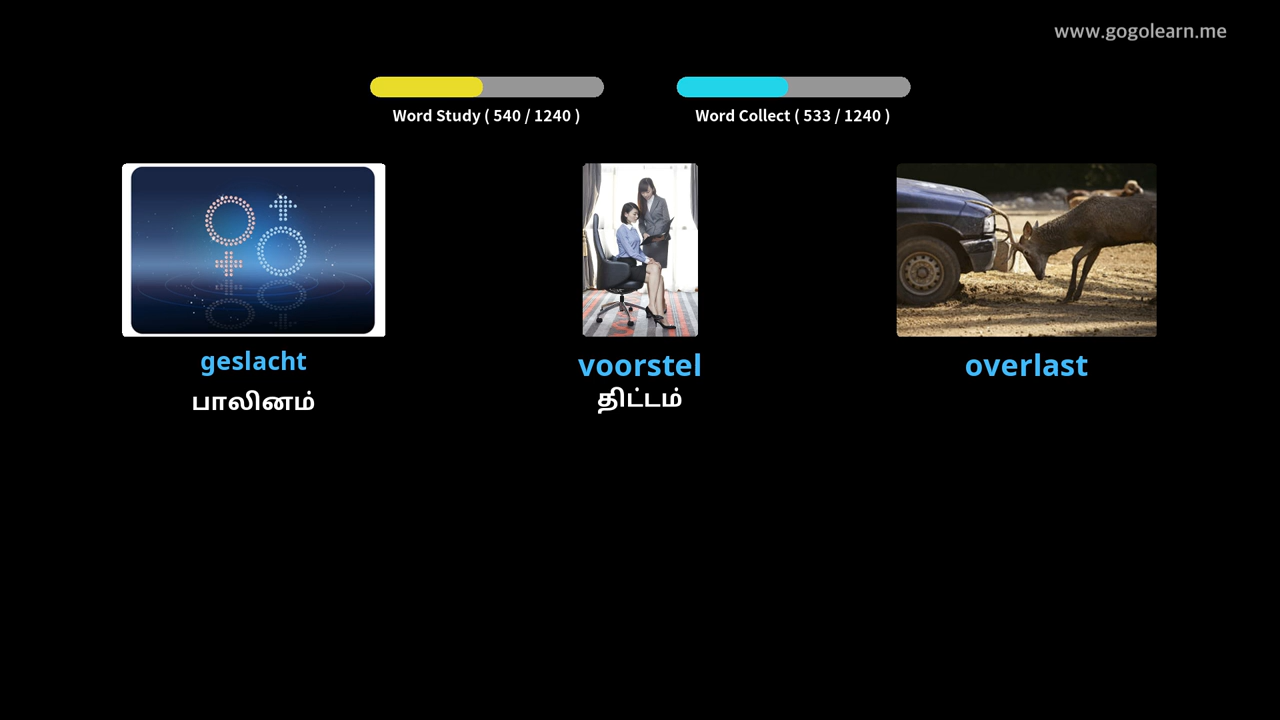 www.gogolearn.me
Word Study ( 540 / 1240 )
Word Collect ( 533 / 1240 )
geslacht
voorstel
overlast
பாலினம்
திட்டம்